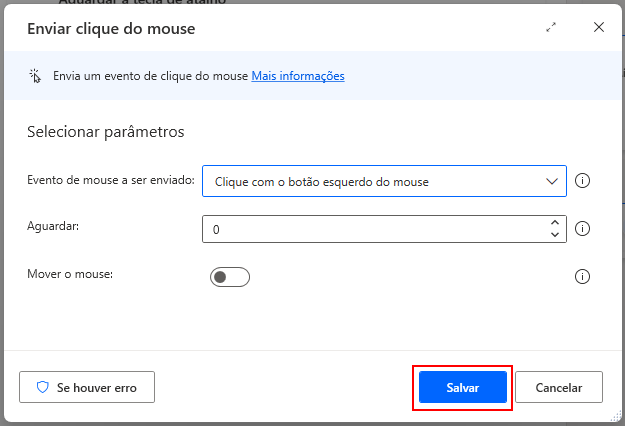 Aguardar a tecla de atalho
Enviar clique do mouse
Envia um evento de clique do mouse Mais informações
Selecionar parâmetros
Evento de mouse a ser enviado: Clique com o botão esquerdo do mouse
Aguardar: 0
Mover o mouse:
Se houver erro Salvar Cancelar